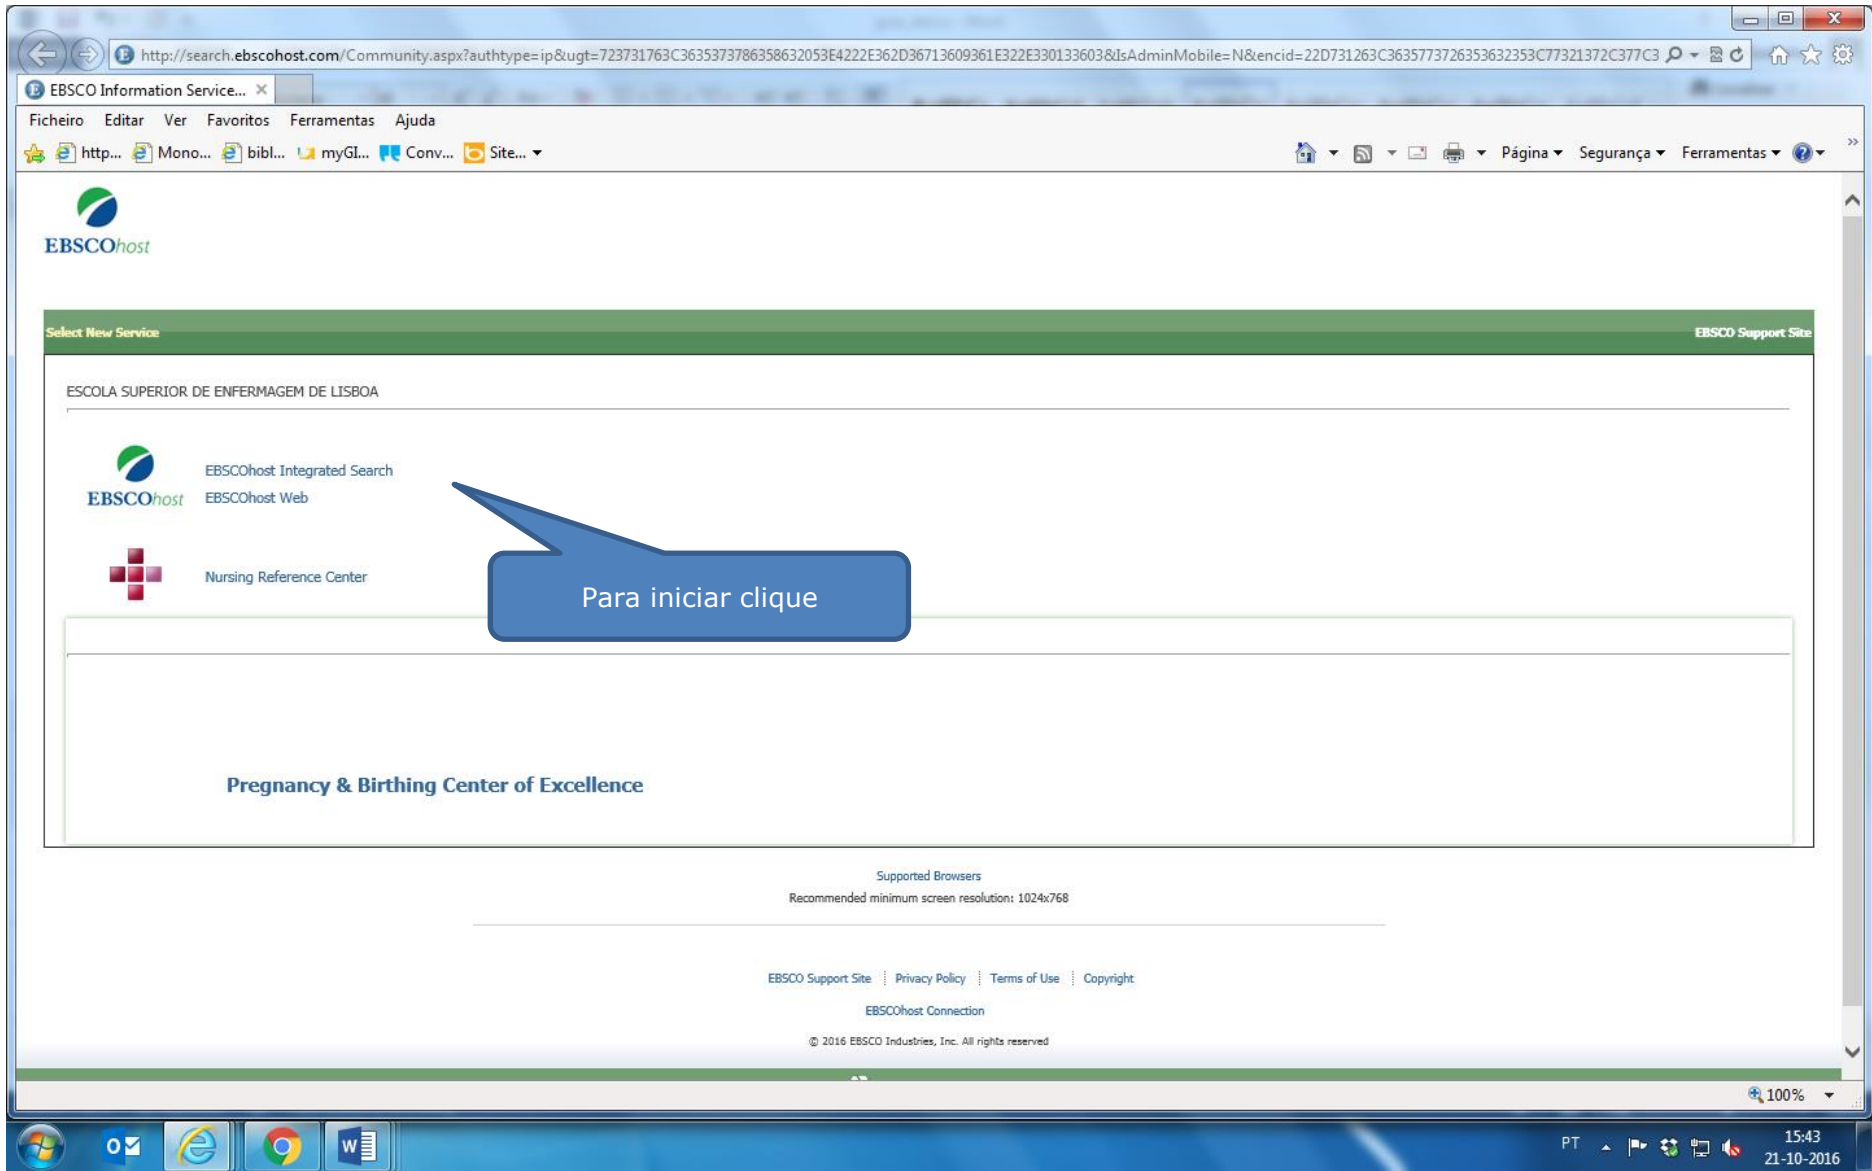 http://search.ebscohost.com/Community.aspx?authtype=ip&ugt=723731763C3635373786358632053E4222E362D36713609361E322E330133603&IsAdminMobile=N&encid=22D731263C3635773726353632353C77321372C377C3
EBSCO Information Service...
Ficheiro Editar Ver Favoritos Ferramentas Ajuda
http... Mono... bibl... myGI... Conv... Site...
Página Segurança Ferramentas
EBSCOhost
Select New Service EBSCO Support Site
ESCOLA SUPERIOR DE ENFERMAGEM DE LISBOA
EBSCOhost Integrated Search
EBSCOhost EBSCOhost Web
Nursing Reference Center
Para iniciar clique
Pregnancy & Birthing Center of Excellence
Supported Browsers
Recommended minimum screen resolution: 1024x768
EBSCO Support Site Privacy Policy Terms of Use Copyright
EBSCOhost Connection
© 2016 EBSCO Industries, Inc. All rights reserved
100%
PT 15:43
21-10-2016